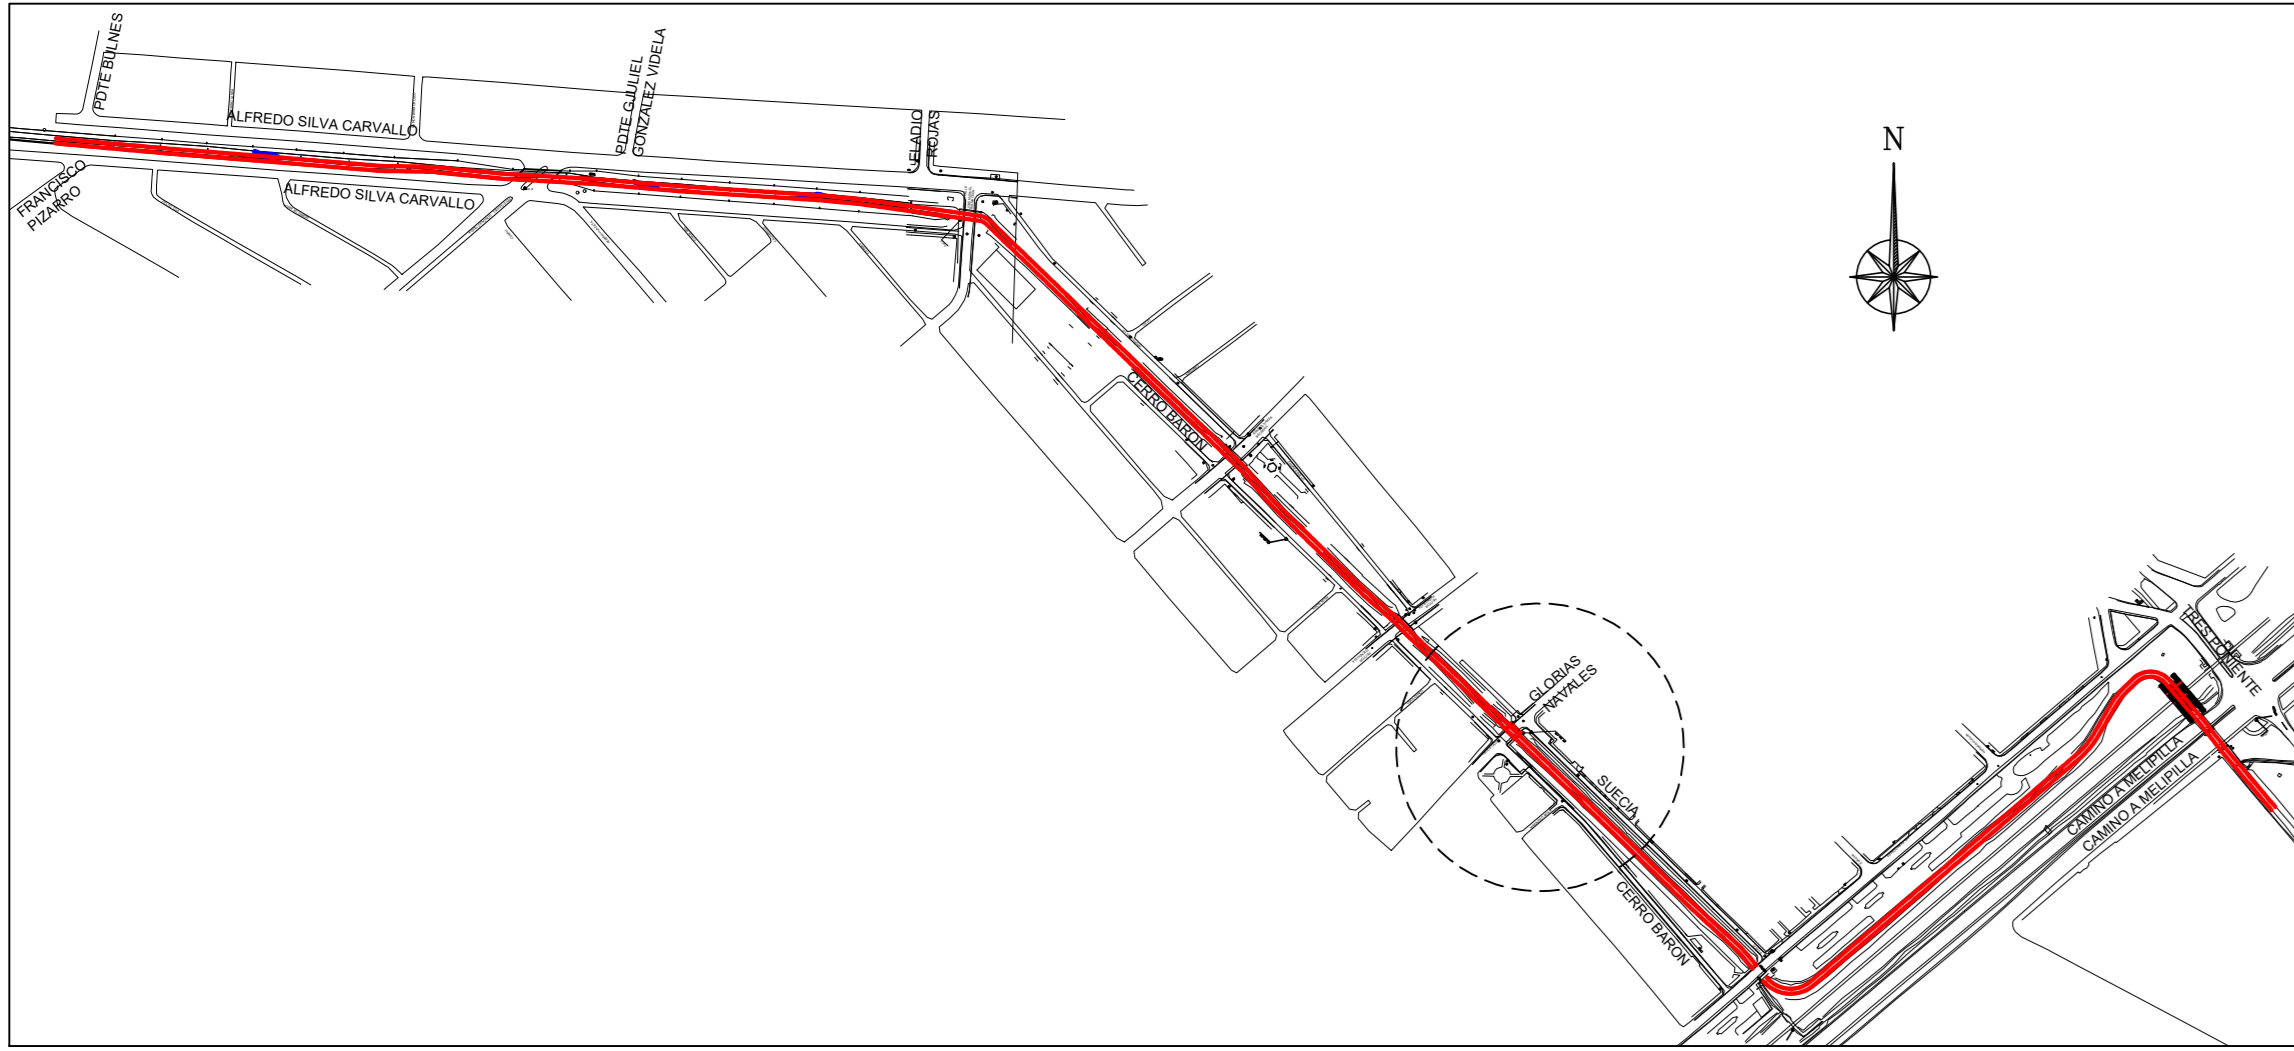 PDTE BULNES
PDTE GJULIEL
GONZALEZ VIDELA
ALFREDO SILVA CARVALLO
ELADIO
ROJAS
N
FRANCISCO
PIZARRO
ALFREDO SILVA CARVALLO
CERRO BARON
TRES PONIENTE
GLORIAS
NAVALES
SUECIA
CAMINO A MELIPILLA
CAMINO A MELIPILLA
CERRO BARON